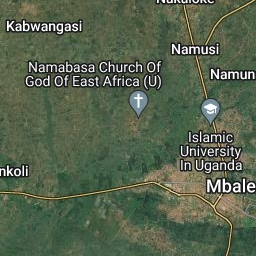 Nakaloke
Kabwangasi
Namusi
Namabasa Church Of
God Of East Africa (U)
Namun
Islamic
University
In Uganda
nkoli
Mbale